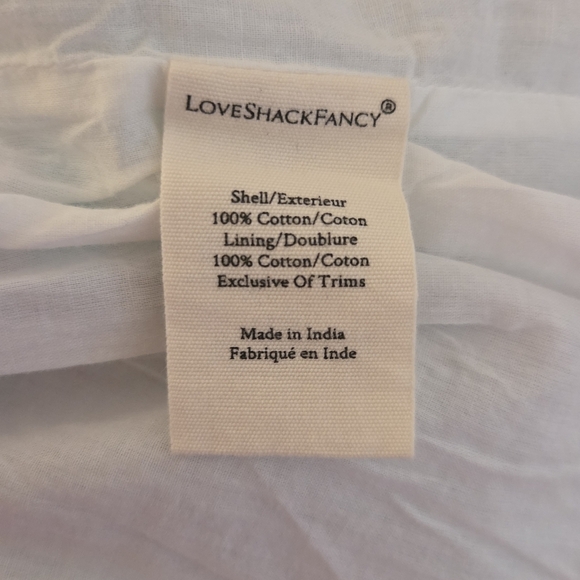 LOVESHACKFANCY®
Shell/Exterieur
100% Cotton/Coton
Lining/Doublure
100% Cotton/Coton
Exclusive Of Trims
Made in India
Fabriqué en Inde